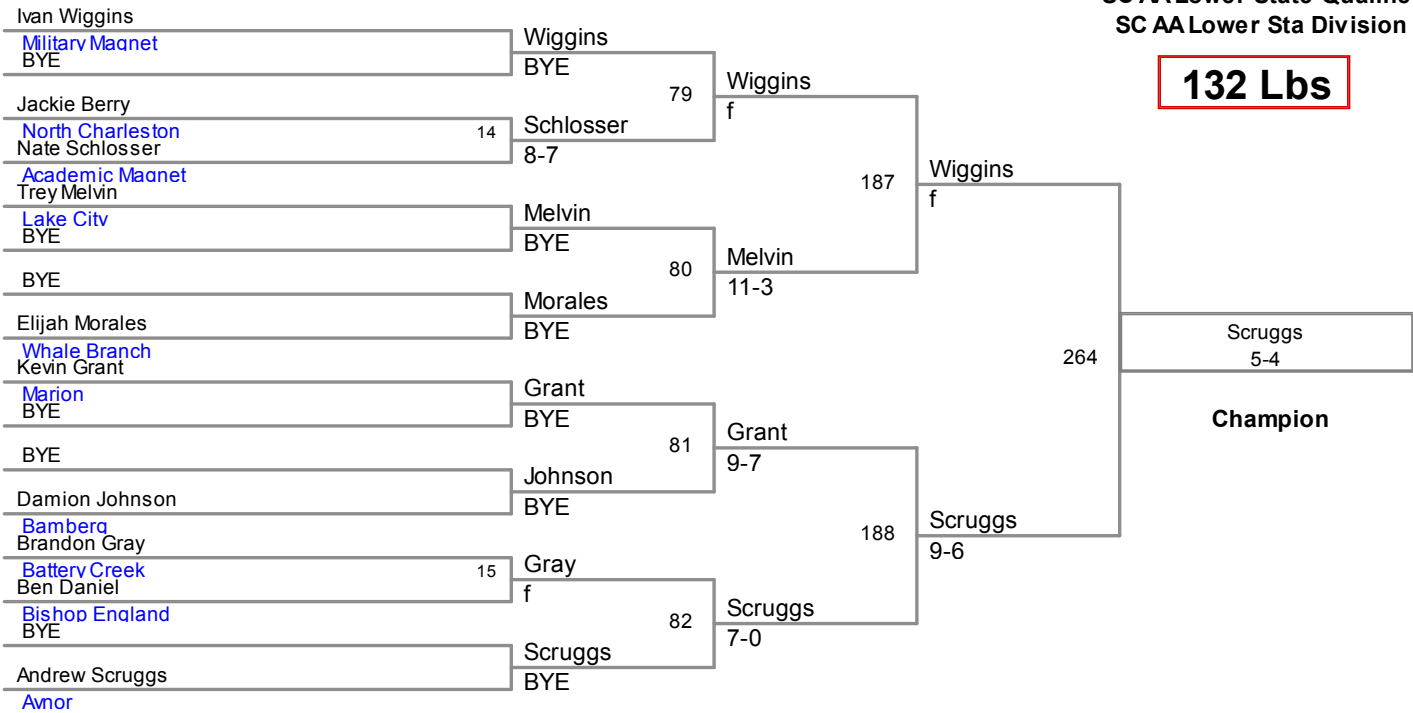 SC AA Lower State Qualifie
SC AA Lower Sta Division
132 Lbs
Ivan Wiggins
Military Magnet
BYE
Jackie Berry
North Charleston
Nate Schlosser
Academic Magnet
Trey Melvin
Lake City
BYE
BYE
Elijah Morales
Whale Branch
Kevin Grant
Marion
BYE
BYE
Damion Johnson
Bamberg
Brandon Gray
Battery Creek
Ben Daniel
Bishop England
BYE
Andrew Scruggs
Aynor
14
15
Wiggins
BYE
Schlosser
8-7
Melvin
BYE
Morales
BYE
Grant
BYE
Johnson
BYE
Gray
f
Scruggs
BYE
79
80
81
82
Wiggins
f
Melvin
11-3
Grant
9-7
Scruggs
7-0
187
188
Wiggins
f
Scruggs
9-6
264
Scruggs
5-4
Champion